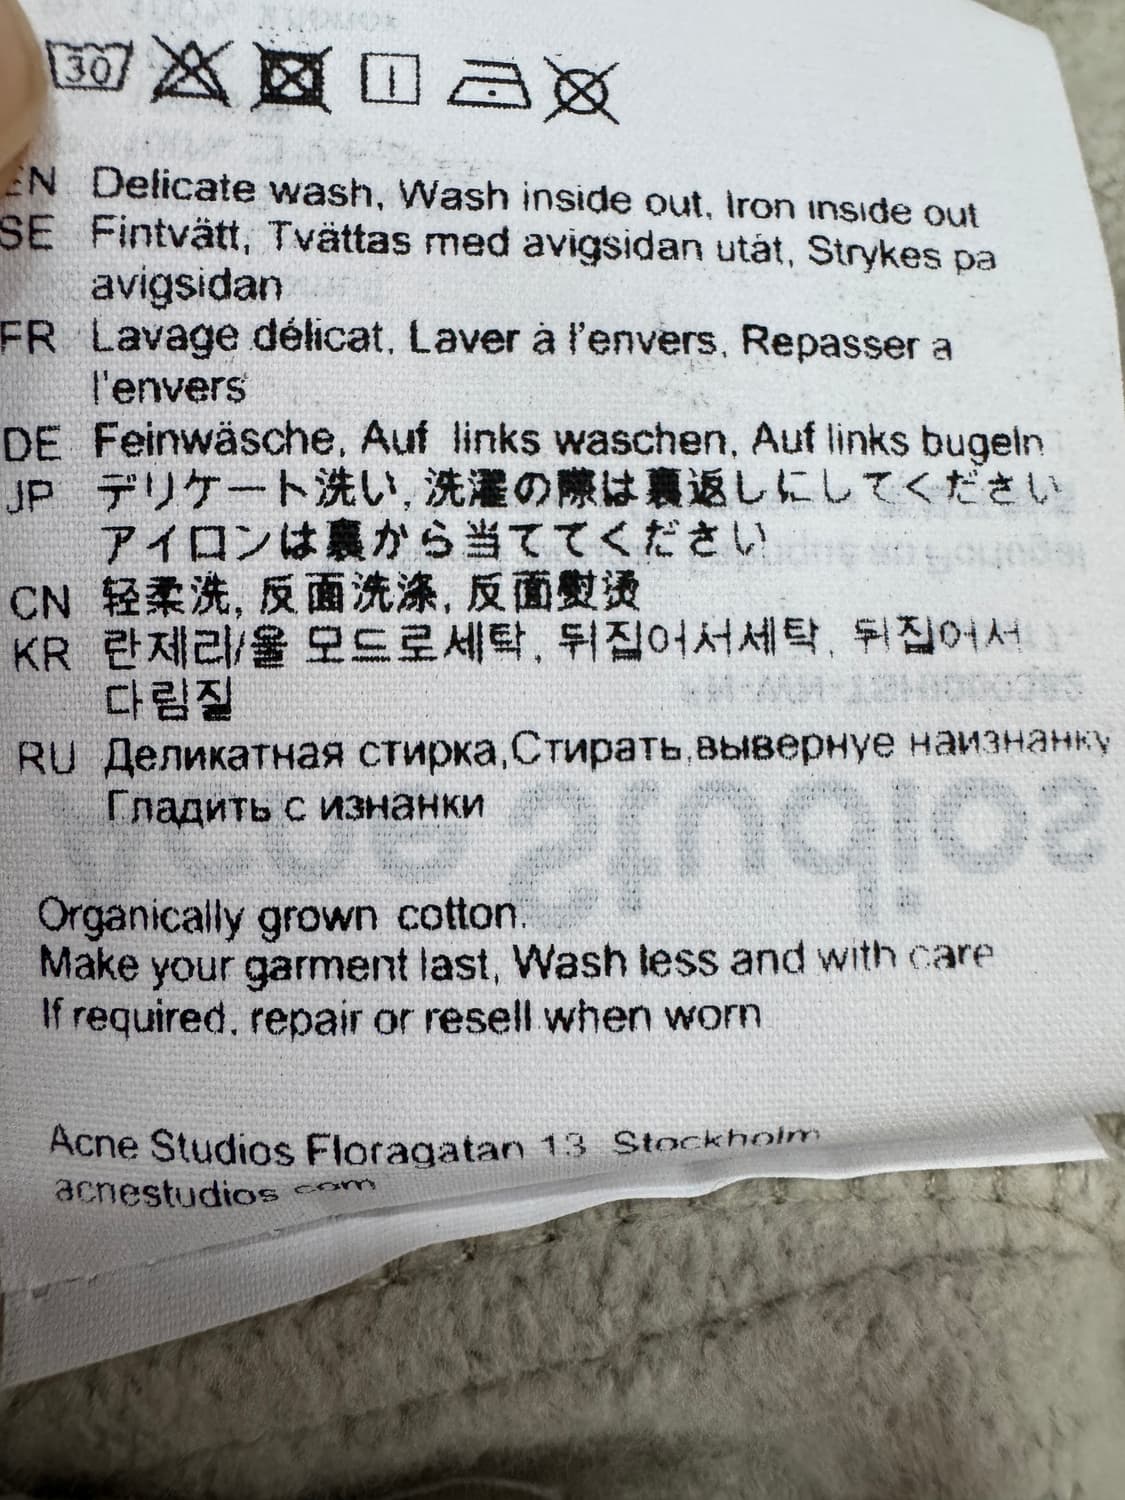 30
EN Delicate wash, Wash inside out, Iron inside out
SE Fintvätt, Tvättas med avigsidan utåt, Strykes pa
avigsidan
FR Lavage délicat, Laver à l'envers, Repasser a
l'envers
DE Feinwäsche, Auf links waschen, Auf links bugeln
JP デリケート洗い, 洗濯の際は裏返しにしてください
アイロンは裏から当ててください
CN 轻柔洗, 反面洗涤, 反面熨烫
KR 란제리/울 모드로세탁, 뒤집어서세탁, 뒤집어서
다림질
RU Деликатная стирка,Стирать,вывернуе наизнанку
Гладить с изнанки
Organically grown cotton.
Make your garment last, Wash less and with care
If required, repair or resell when worn
Acne Studios Floragatan 13 Stockholm
acnestudios com